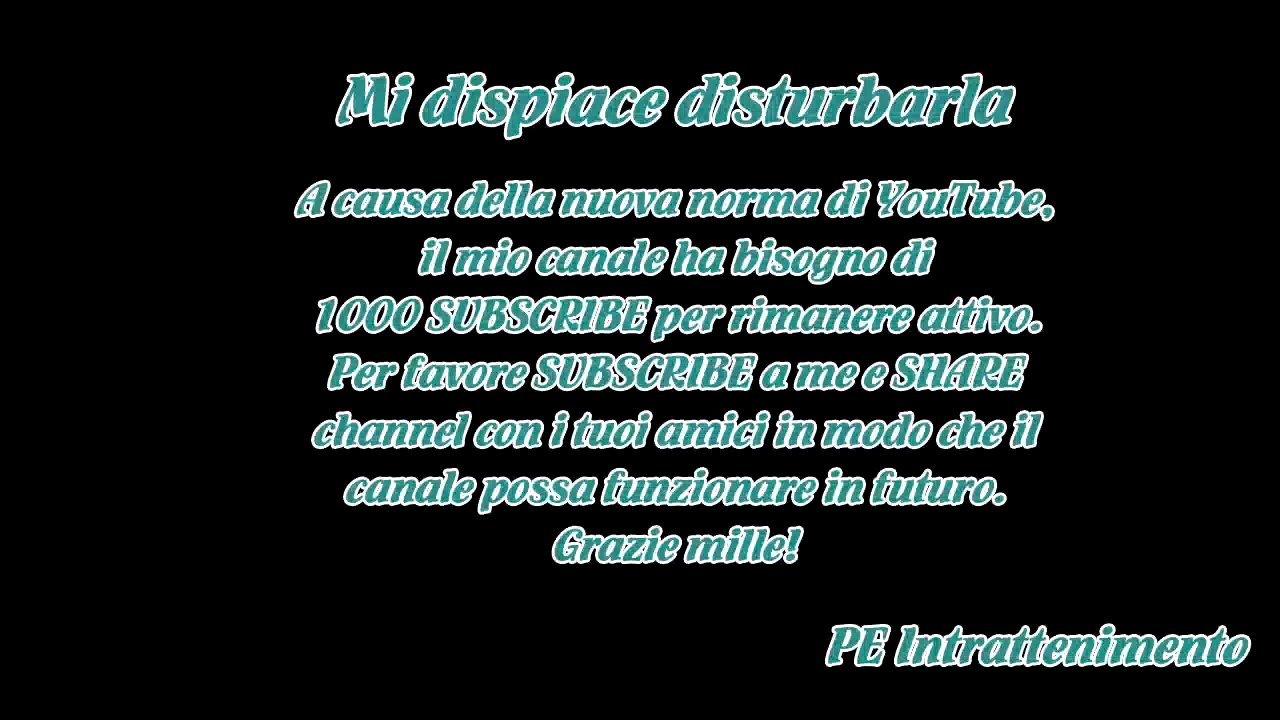 Mi dispiace disturbarla
A causa della nuova norma di YouTube,
il mio canale ha bisogno di
1000 SUBSCRIBE per rimanere attivo.
Per favore SUBSCRIBE a me e SHARE
channel con i tuoi amici in modo che il
canale possa funzionare in futuro.
Grazie mille!
PE Intrattenimento